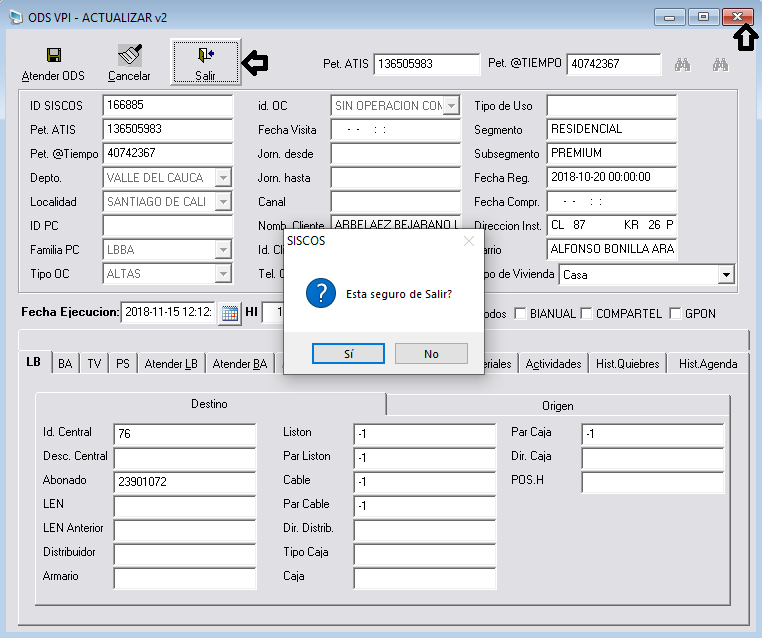 ODS VPI - ACTUALIZAR v2
Atender ODS
Cancelar
Salir
Pet. ATIS 136505983
Pet. @TIEMPO 40742367
ID SISCOS 166885
id. OC SIN OPERACION COM
Tipo de Uso
Pet. ATIS 136505983
Fecha Visita - - : :
Segmento RESIDENCIAL
Pet. @Tiempo 40742367
Jorn. desde
Subsegmento PREMIUM
Depto. VALLE DEL CAUCA
Jorn. hasta
Fecha Reg. 2018-10-20 00:00:00
Localidad SANTIAGO DE CALI
Canal
Fecha Compr. - - : :
ID PC
Nomb. Cliente ARBELAEZ BEJARANO L
Direccion Inst. CL 87 KR 26 P
Familia PC LBBA
Id. Cli
arrio ALFONSO BONILLA ARA
Tipo OC ALTAS
Tel. C
po de Vivienda Casa
SISCOS
Esta seguro de Salir?
Sí
No
Fecha Ejecucion: 2018-11-15 12:12:
HI 1
odos
BIANUAL
COMPARTEL
GPON
LB
BA
TV
PS
Atender LB
Atender BA
eriales
Actividades
Hist.Quiebres
Hist.Agenda
Destino
Origen
Id. Central 76
Liston -1
Par Caja -1
Desc. Central
Par Liston -1
Dir. Caja
Abonado 23901072
Cable -1
POS.H
LEN
Par Cable -1
LEN Anterior
Dir. Distrib.
Distribuidor
Tipo Caja
Armario
Caja